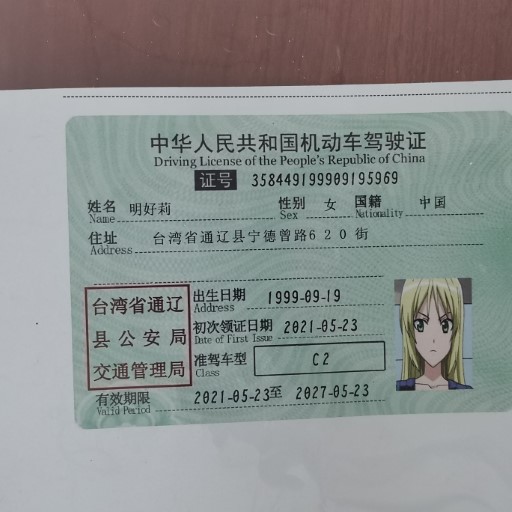 中华人民共和国机动车驾驶证
Driving License of the People's Republic of China
证号 358449199909195969
姓名 明好莉 性别 女 国籍 中国
Name Sex Nationality
住址 台湾省通辽县宁德曾路620街
Address
出生日期 1999-09-19
Address
台湾省通辽
县公安局
交通管理局
初次领证日期 2021-05-23
Date of First Issue
准驾车型 C2
Class
有效期限 2021-05-23至 2027-05-23
Valid Period